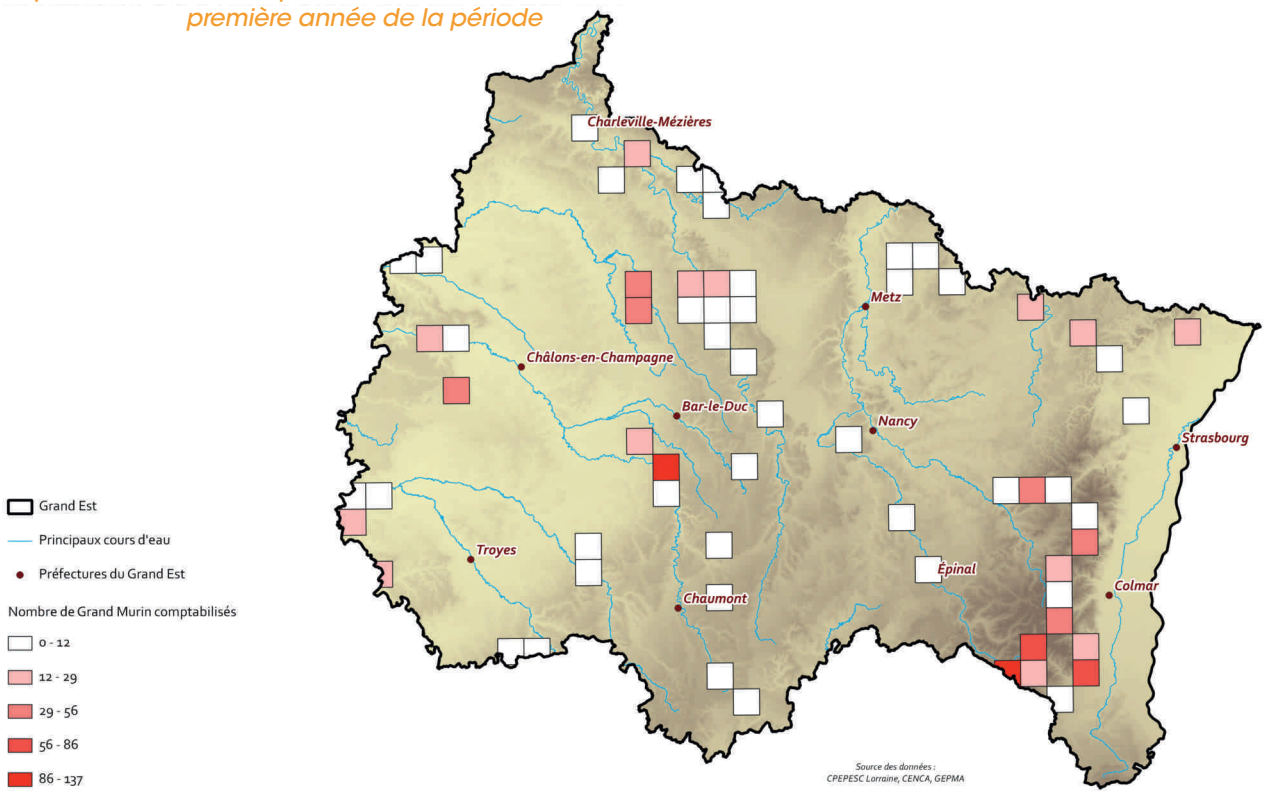 première année de la période
Charleville-Mézières
Metz
Châlons-en-Champagne
Bar-le-Duc
Nancy
Strasbourg
Troyes
Épinal
Colmar
Chaumont
Grand Est
Principaux cours d'eau
Préfectures du Grand Est
Nombre de Grand Murin comptabilisés
0 - 12
12 - 29
29 - 56
56 - 86
86 - 137
Source des données :
CPEPESC Lorraine, CENCA, GEPMA